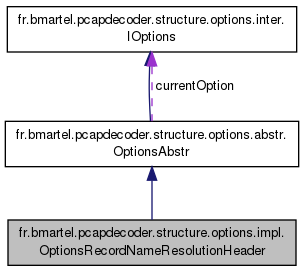 fr.bmartel.pcapdecoder.structure.options.inter.
IOptions
currentOption
fr.bmartel.pcapdecoder.structure.options.abstr.
OptionsAbstr
fr.bmartel.pcapdecoder.structure.options.impl.
OptionsRecordNameResolutionHeader